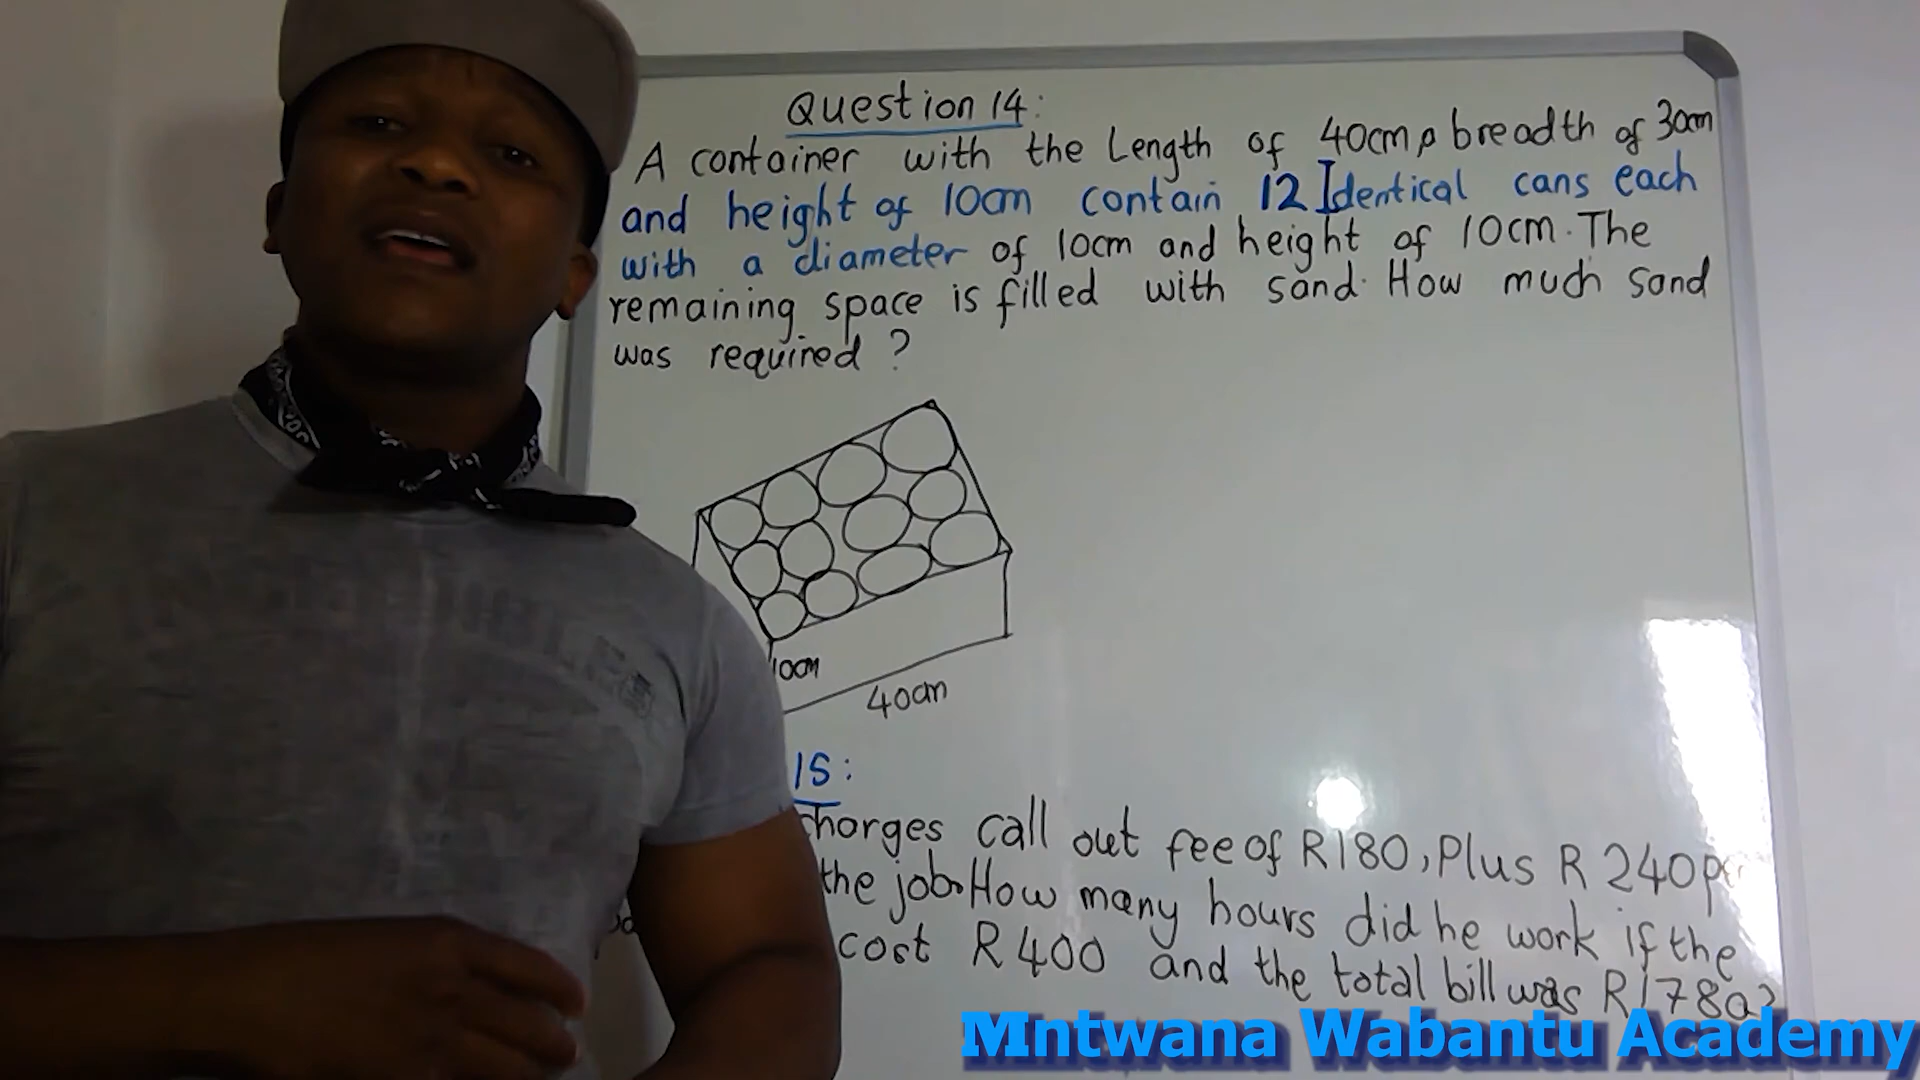 Question 14:
A container with the Length of 40cm, breadth of 30cm
and height of 10cm contain 12 Identical cans each
with a diameter of 10cm and height of 10cm. The
remaining space is filled with sand. How much sand
was required ?
10cm
40cm
15:
charges call out fee of R180, Plus R 240
the job. How many hours did he work if the
cost R400 and the total bill was R1780?
Mntwana Wabantu Academy